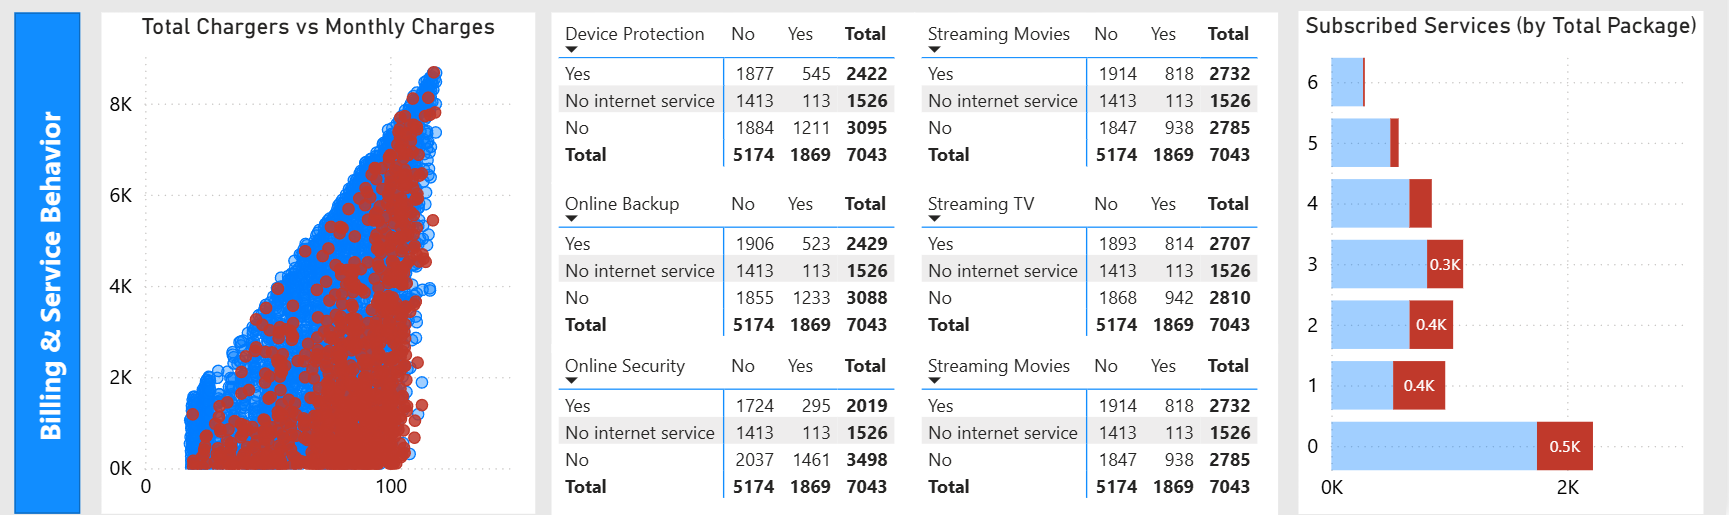 Billing & Service Behavior
Total Chargers vs Monthly Charges
8K
6K
4K
2K
0K
0 100
Device Protection No Yes Total
Yes 1877 545 2422
No internet service 1413 113 1526
No 1884 1211 3095
Total 5174 1869 7043
Streaming Movies No Yes Total
Yes 1914 818 2732
No internet service 1413 113 1526
No 1847 938 2785
Total 5174 1869 7043
Online Backup No Yes Total
Yes 1906 523 2429
No internet service 1413 113 1526
No 1855 1233 3088
Total 5174 1869 7043
Streaming TV No Yes Total
Yes 1893 814 2707
No internet service 1413 113 1526
No 1868 942 2810
Total 5174 1869 7043
Online Security No Yes Total
Yes 1724 295 2019
No internet service 1413 113 1526
No 2037 1461 3498
Total 5174 1869 7043
Streaming Movies No Yes Total
Yes 1914 818 2732
No internet service 1413 113 1526
No 1847 938 2785
Total 5174 1869 7043
Subscribed Services (by Total Package)
6
5
4
3 0.3K
2 0.4K
1 0.4K
0 0.5K
0K 2K